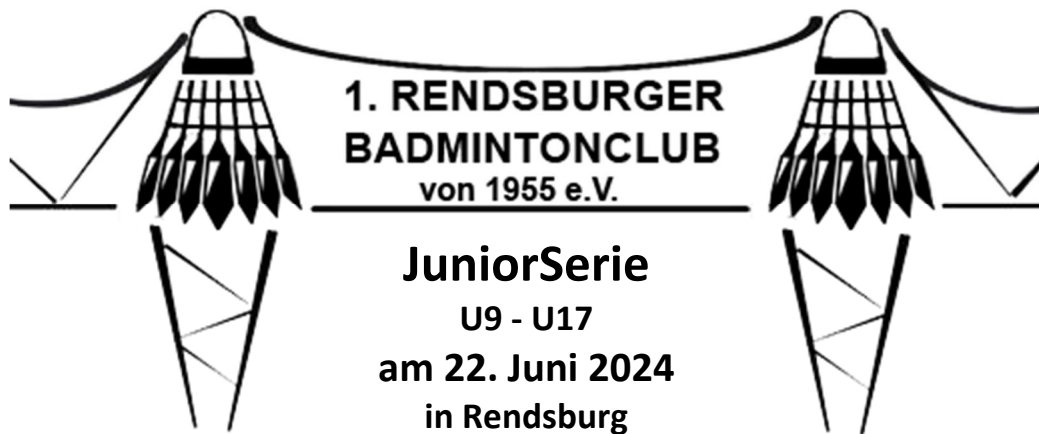 1. RENDSBURGER
BADMINTONCLUB
von 1955 e.V.
JuniorSerie
U9 - U17
am 22. Juni 2024
in Rendsburg